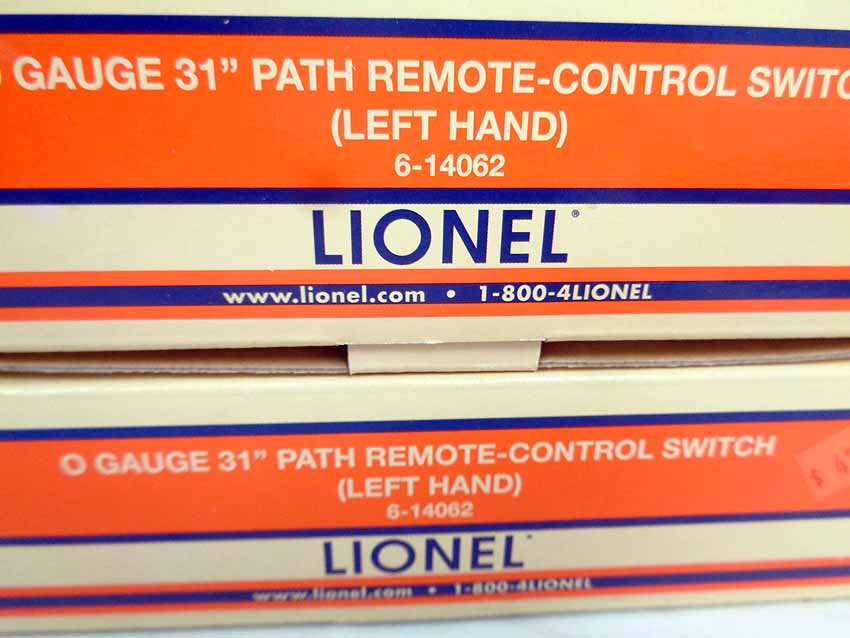 O GAUGE 31” PATH REMOTE-CONTROL SWITC
(LEFT HAND)
6-14062
LIONEL®
www.lionel.com • 1-800-4LIONEL
O GAUGE 31” PATH REMOTE-CONTROL SWITCH
(LEFT HAND)
6-14062
LIONEL
www.lionel.com • 1-800-4LIONEL
$ 4